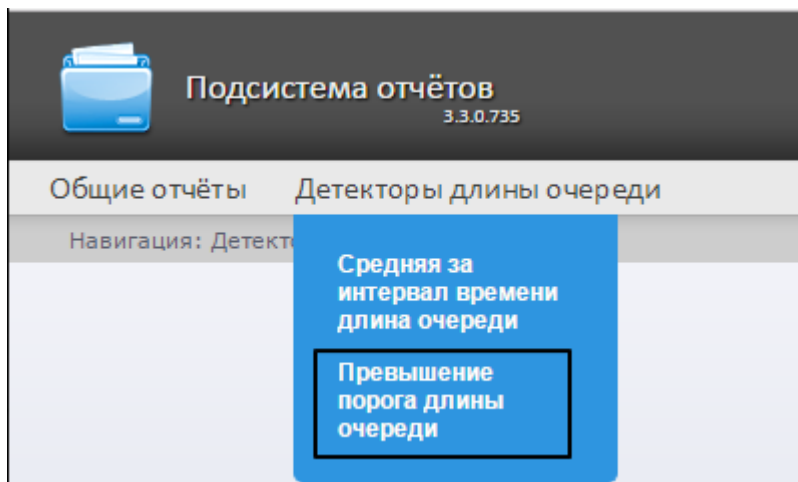 Подсистема отчётов
3.3.0.735
Общие отчёты Детекторы длины очереди
Навигация: Детект
Средняя за
интервал времени
длина очереди
Превышение
порога длины
очереди